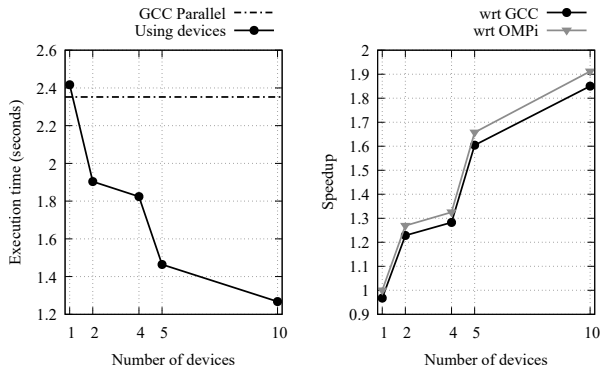 GCC Parallel
Using devices
2.6
2.4
2.2
2
1.8
1.6
1.4
1.2
1 2 4 5 10
Execution time (seconds)
Number of devices
wrt GCC
wrt OMPi
2
1.9
1.8
1.7
1.6
1.5
1.4
1.3
1.2
1.1
1
0.9
1 2 4 5 10
Speedup
Number of devices